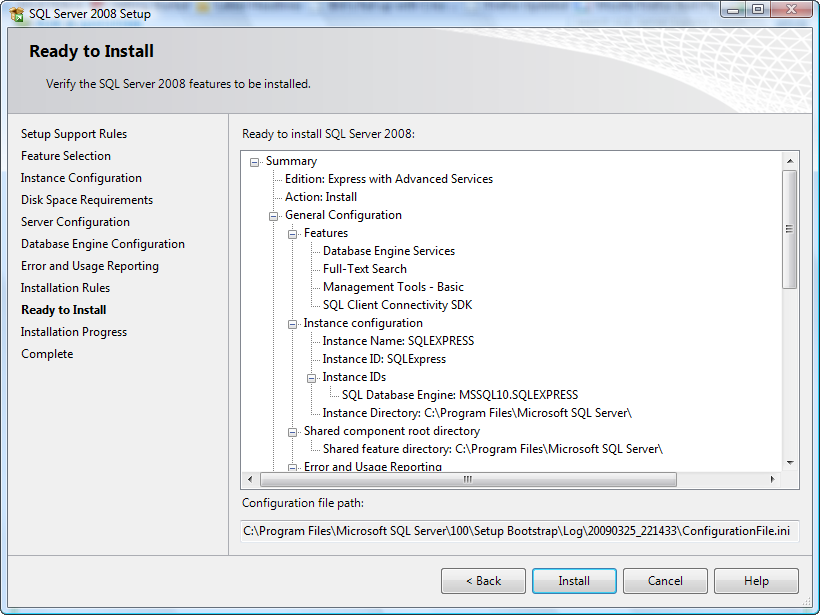 SQL Server 2008 Setup
Ready to Install
Verify the SQL Server 2008 features to be installed.
Setup Support Rules
Feature Selection
Instance Configuration
Disk Space Requirements
Server Configuration
Database Engine Configuration
Error and Usage Reporting
Installation Rules
Ready to Install
Installation Progress
Complete
Ready to install SQL Server 2008:
Summary
Edition: Express with Advanced Services
Action: Install
General Configuration
Features
Database Engine Services
Full-Text Search
Management Tools - Basic
SQL Client Connectivity SDK
Instance configuration
Instance Name: SQLEXPRESS
Instance ID: SQLExpress
Instance IDs
SQL Database Engine: MSSQL10.SQLEXPRESS
Instance Directory: C:\Program Files\Microsoft SQL Server\
Shared component root directory
Shared feature directory: C:\Program Files\Microsoft SQL Server\
Error and Usage Reporting
Configuration file path:
C:\Program Files\Microsoft SQL Server\100\Setup Bootstrap\Log\20090325_221433\ConfigurationFile.ini
< Back
Install
Cancel
Help